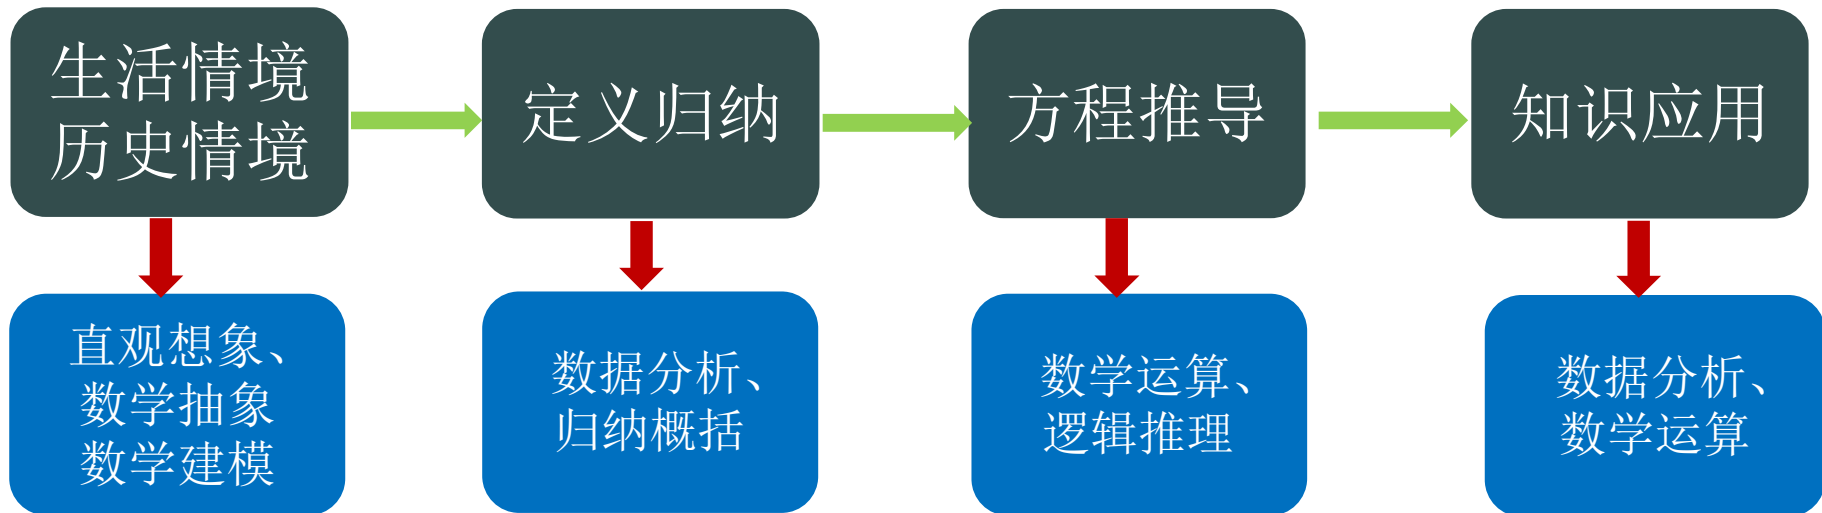 生活情境
历史情境
定义归纳
方程推导
知识应用
直观想象、
数学抽象
数学建模
数据分析、
归纳概括
数学运算、
逻辑推理
数据分析、
数学运算